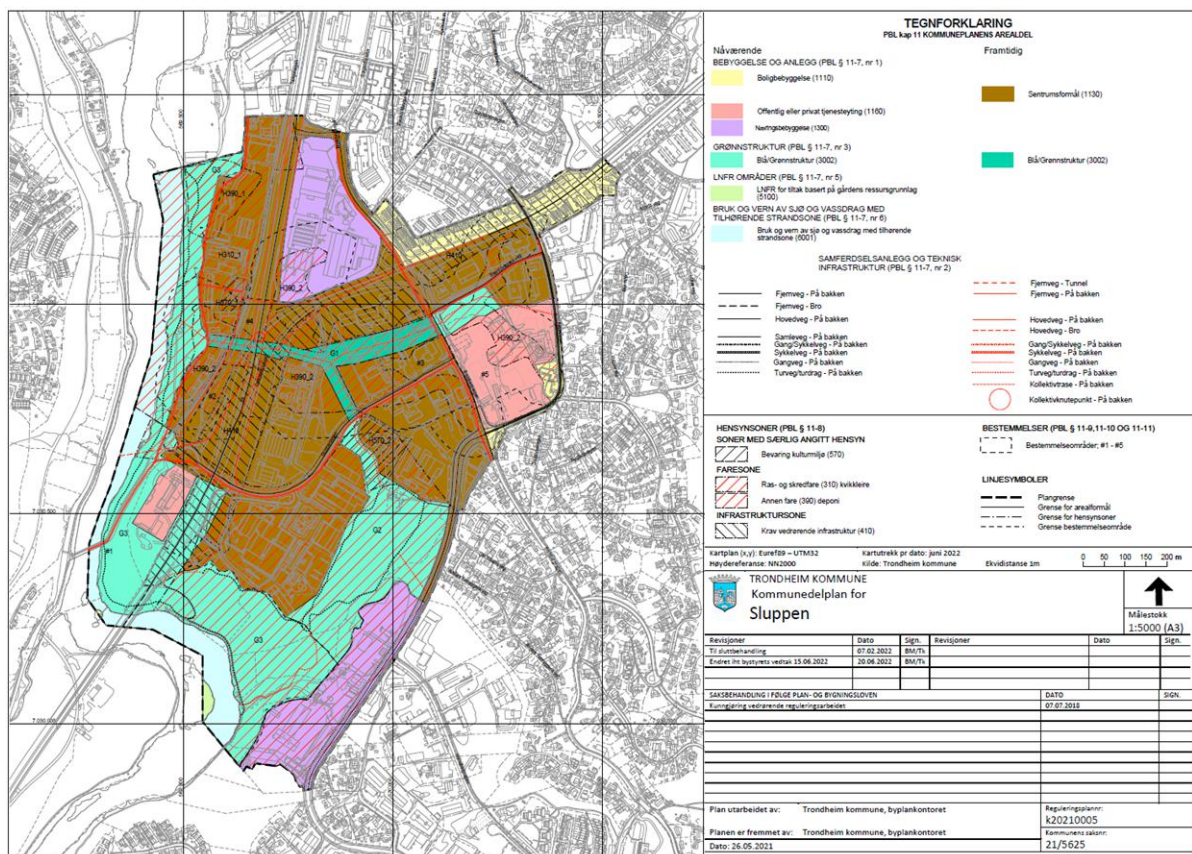 TEGNFORKLARING
PBL kap 11 KOMMUNEPLANENS AREALDEL
Nåværende
Framtidig
BEBYGGELSE OG ANLEGG (PBL § 11-7, nr 1)
Boligbebyggelse (1110)
Sentrumsformål (1130)
Offentlig eller privat tjenesteyting (1160)
Næringsbebyggelse (1300)
GRØNNSTRUKTUR (PBL § 11-7, nr 3)
Blå/Grønnstruktur (3002)
Blå/Grønnstruktur (3002)
LNFR OMRÅDER (PBL § 11-7, nr 5)
LNFR for tiltak basert på gårdens ressursgrunnlag
(5100)
BRUK OG VERN AV SJØ OG VASSDRAG MED
TILHØRENDE STRANDSONE (PBL § 11-7, nr 6)
Bruk og vern av sjø og vassdrag med tilhørende
strandsone (6001)
SAMFERDSELSANLEGG OG TEKNISK
INFRASTRUKTUR (PBL § 11-7, nr 2)
Fjernveg - På bakken
Fjernveg - Bro
Hovedveg - På bakken
Samleveg - På bakken
Gang/Sykkelveg - På bakken
Sykkelveg - På bakken
Gangveg - På bakken
Turveg/turdrag - På bakken
Fjernveg - Tunnel
Fjernveg - På bakken
Hovedveg - På bakken
Hovedveg - Bro
Gang/Sykkelveg - På bakken
Sykkelveg - På bakken
Gangveg - På bakken
Turveg/turdrag - På bakken
Kollektivtrase - På bakken
Kollektivknutepunkt - På bakken
HENSYNSONER (PBL § 11-8)
SONER MED SÆRLIG ANGITT HENSYN
Bevaring kulturmiljø (570)
FARESONE
Ras- og skredfare (310) kvikkleire
Annen fare (390) deponi
INFRASTRUKTURSONE
Krav vedrørende infrastruktur (410)
BESTEMMELSER (PBL § 11-9,11-10 OG 11-11)
Bestemmelseområder; #1 - #5
LINJESYMBOLER
Plangrense
Grense for arealformål
Grense for hensynsoner
Grense bestemmelseområde
Kartplan (x,y): Euref89 – UTM32
Kartutrekk pr dato: juni 2022
Høydereferanse: NN2000
Kilde: Trondheim kommune
Ekvidistanse 1m
0 50 100 150 200 m
TRONDHEIM KOMMUNE
Kommunedelplan for
Sluppen
Målestokk
1:5000 (A3)
Revisjoner Dato Sign. Revisjoner Dato Sign.
Til sluttbehandling 07.02.2022 BM/Tk
Endret iht bystyrets vedtak 15.06.2022 20.06.2022 BM/Tk
SAKSBEHANDLING I FØLGE PLAN- OG BYGNINGSLOVEN DATO SIGN.
Kunngjøring vedrørende reguleringsarbeidet 07.07.2018
Plan utarbeidet av: Trondheim kommune, byplankontoret
Planen er fremmet av: Trondheim kommune, byplankontoret
Dato: 26.05.2021
Reguleringsplannr:
k20210005
Kommunens saksnr:
21/5625
G3
H390_1
H310_1
H390_2
H410
#4
G1
H390_2
H390_2
H390_2
#3
#5
#2
H410
H570_2
G2
G3
#1
G3